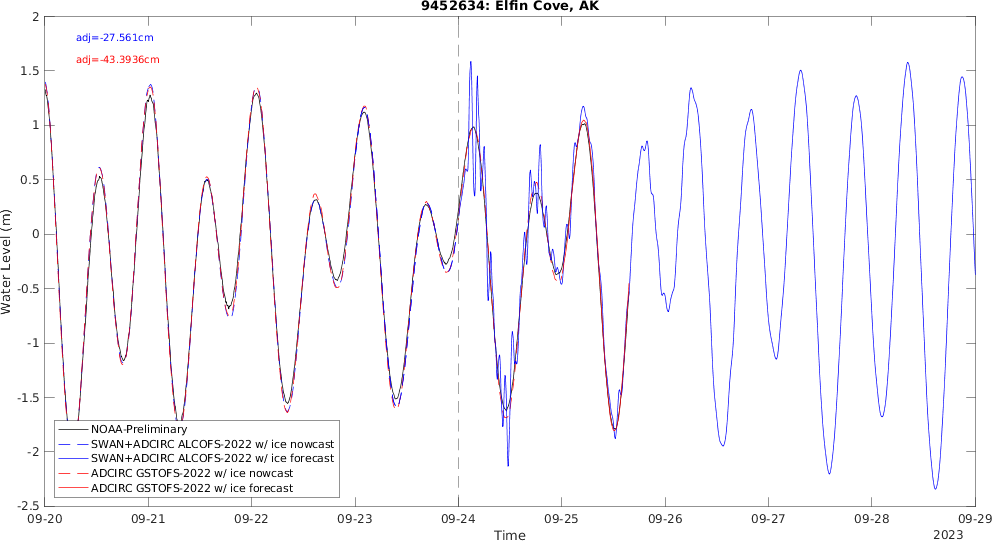 9452634: Elfin Cove, AK
adj=-27.561cm
adj=-43.3936cm
Water Level (m)
2
1.5
1
0.5
0
-0.5
-1
-1.5
-2
-2.5
NOAA-Preliminary
SWAN+ADCIRC ALCOFS-2022 w/ ice nowcast
SWAN+ADCIRC ALCOFS-2022 w/ ice forecast
ADCIRC GSTOFS-2022 w/ ice nowcast
ADCIRC GSTOFS-2022 w/ ice forecast
09-20 09-21 09-22 09-23 09-24 09-25 09-26 09-27 09-28 09-29
Time
2023